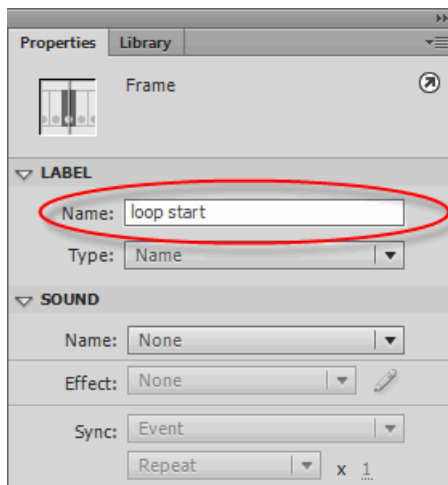 Properties Library
Frame
LABEL
Name: loop start
Type: Name
SOUND
Name: None
Effect: None
Sync: Event
Repeat x 1